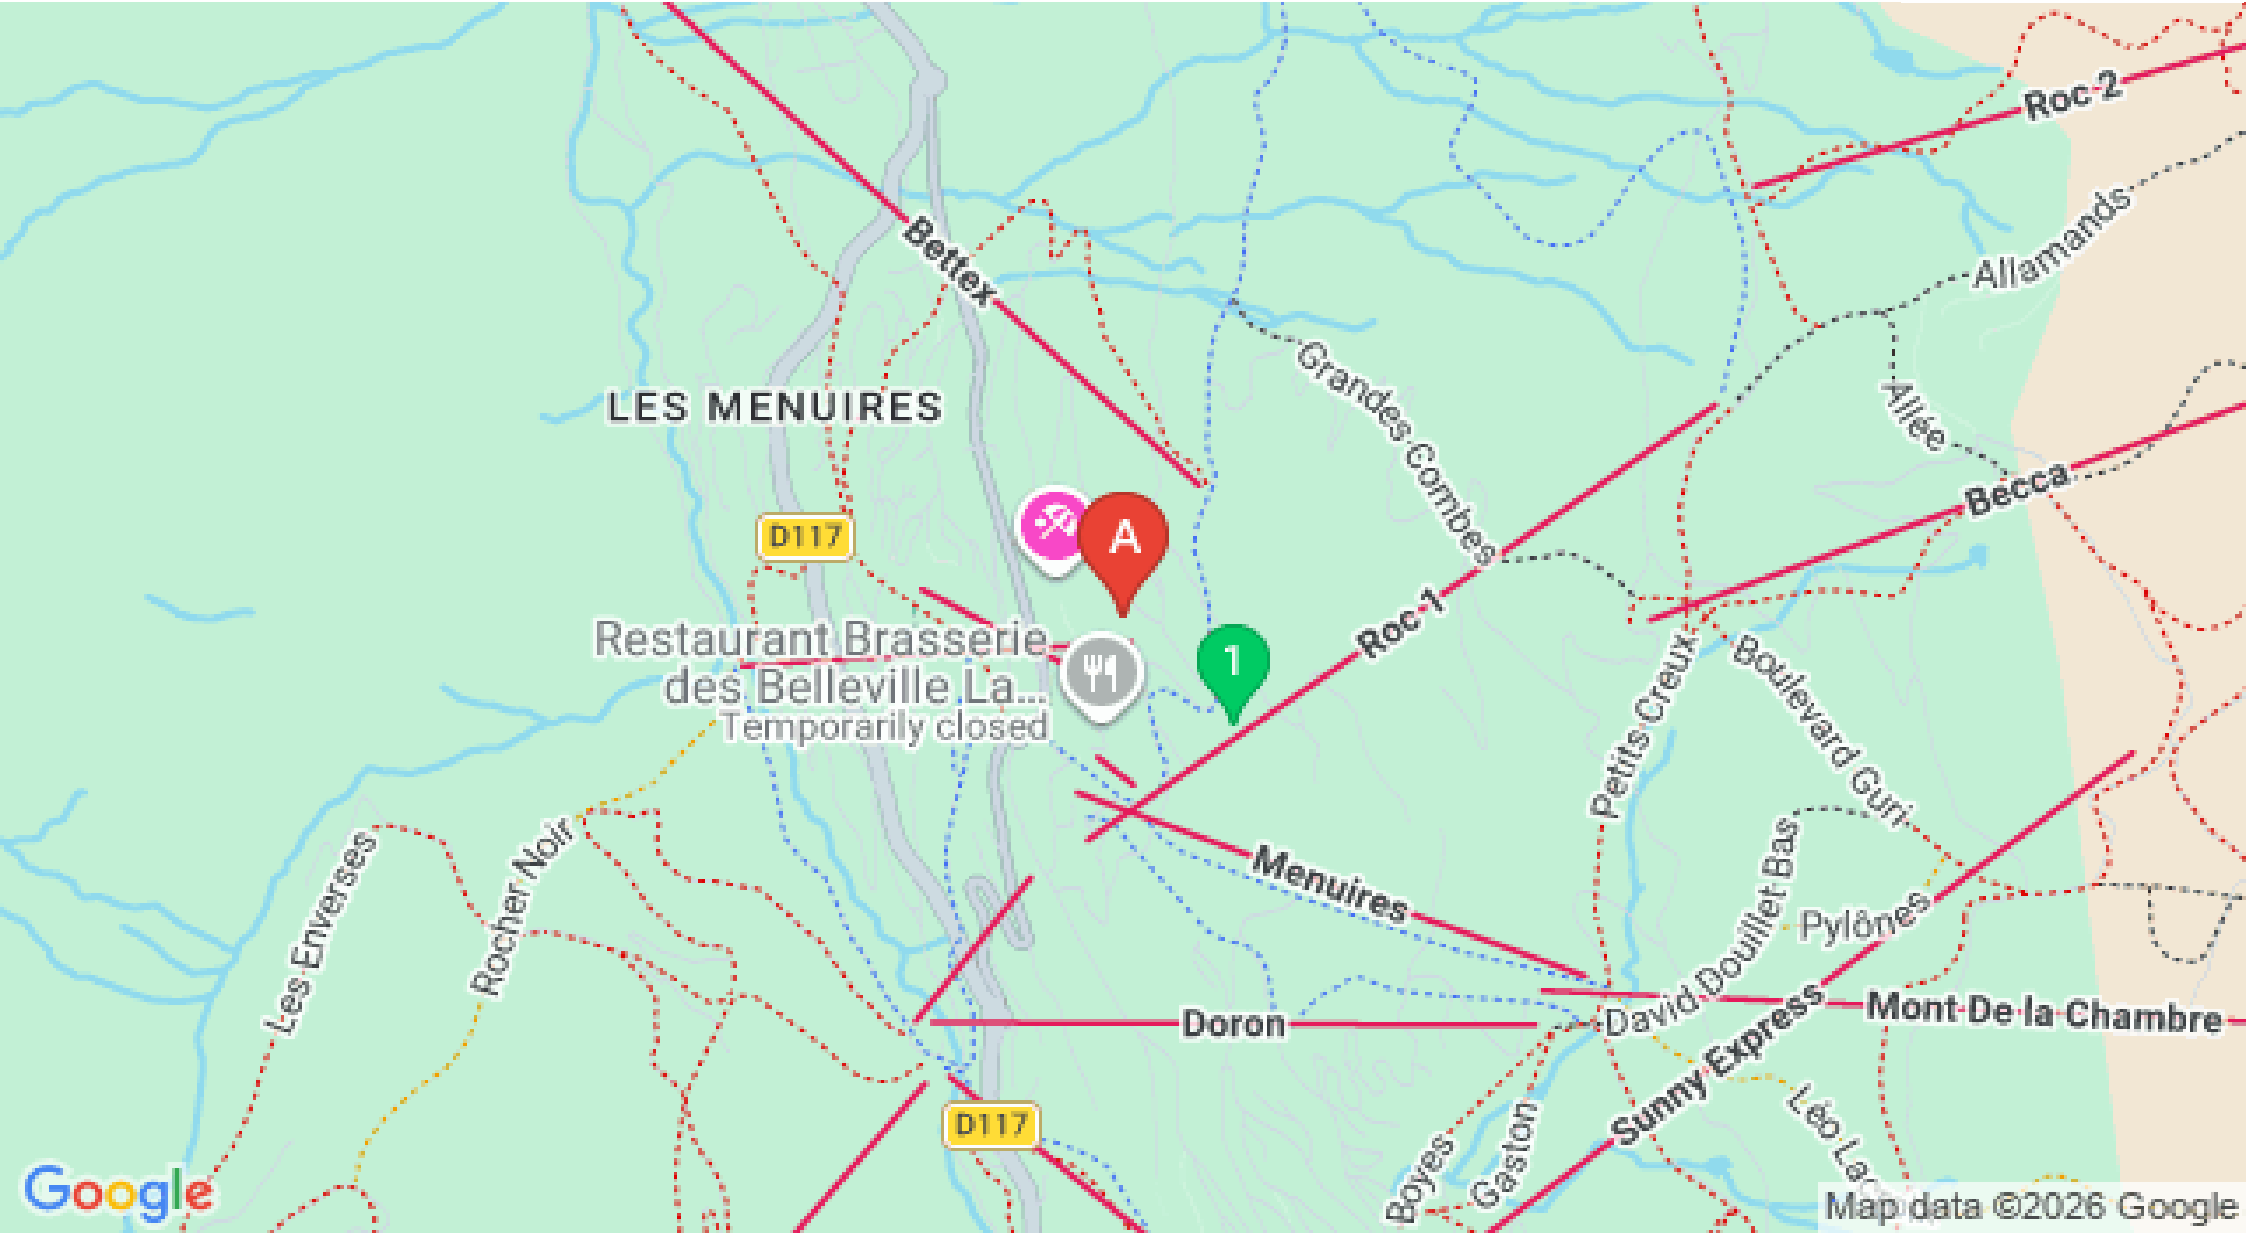 Roc 2
Allamands
Bettex
Grandes Combes
LES MENUIRES
Allée
Becca
D117
A
Roc 1
Restaurant Brasserie
des Belleville La...
Temporarily closed
1
Petits Creux
Boulevard Guri
Les Enverses
Rocher Noir
Menuires
David Douillet Bas
Pylônes
Doron
Mont De la Chambre
Sunny Express
D117
Boyes
Gaston
Léo Lac
Google
Map data ©2026 Google